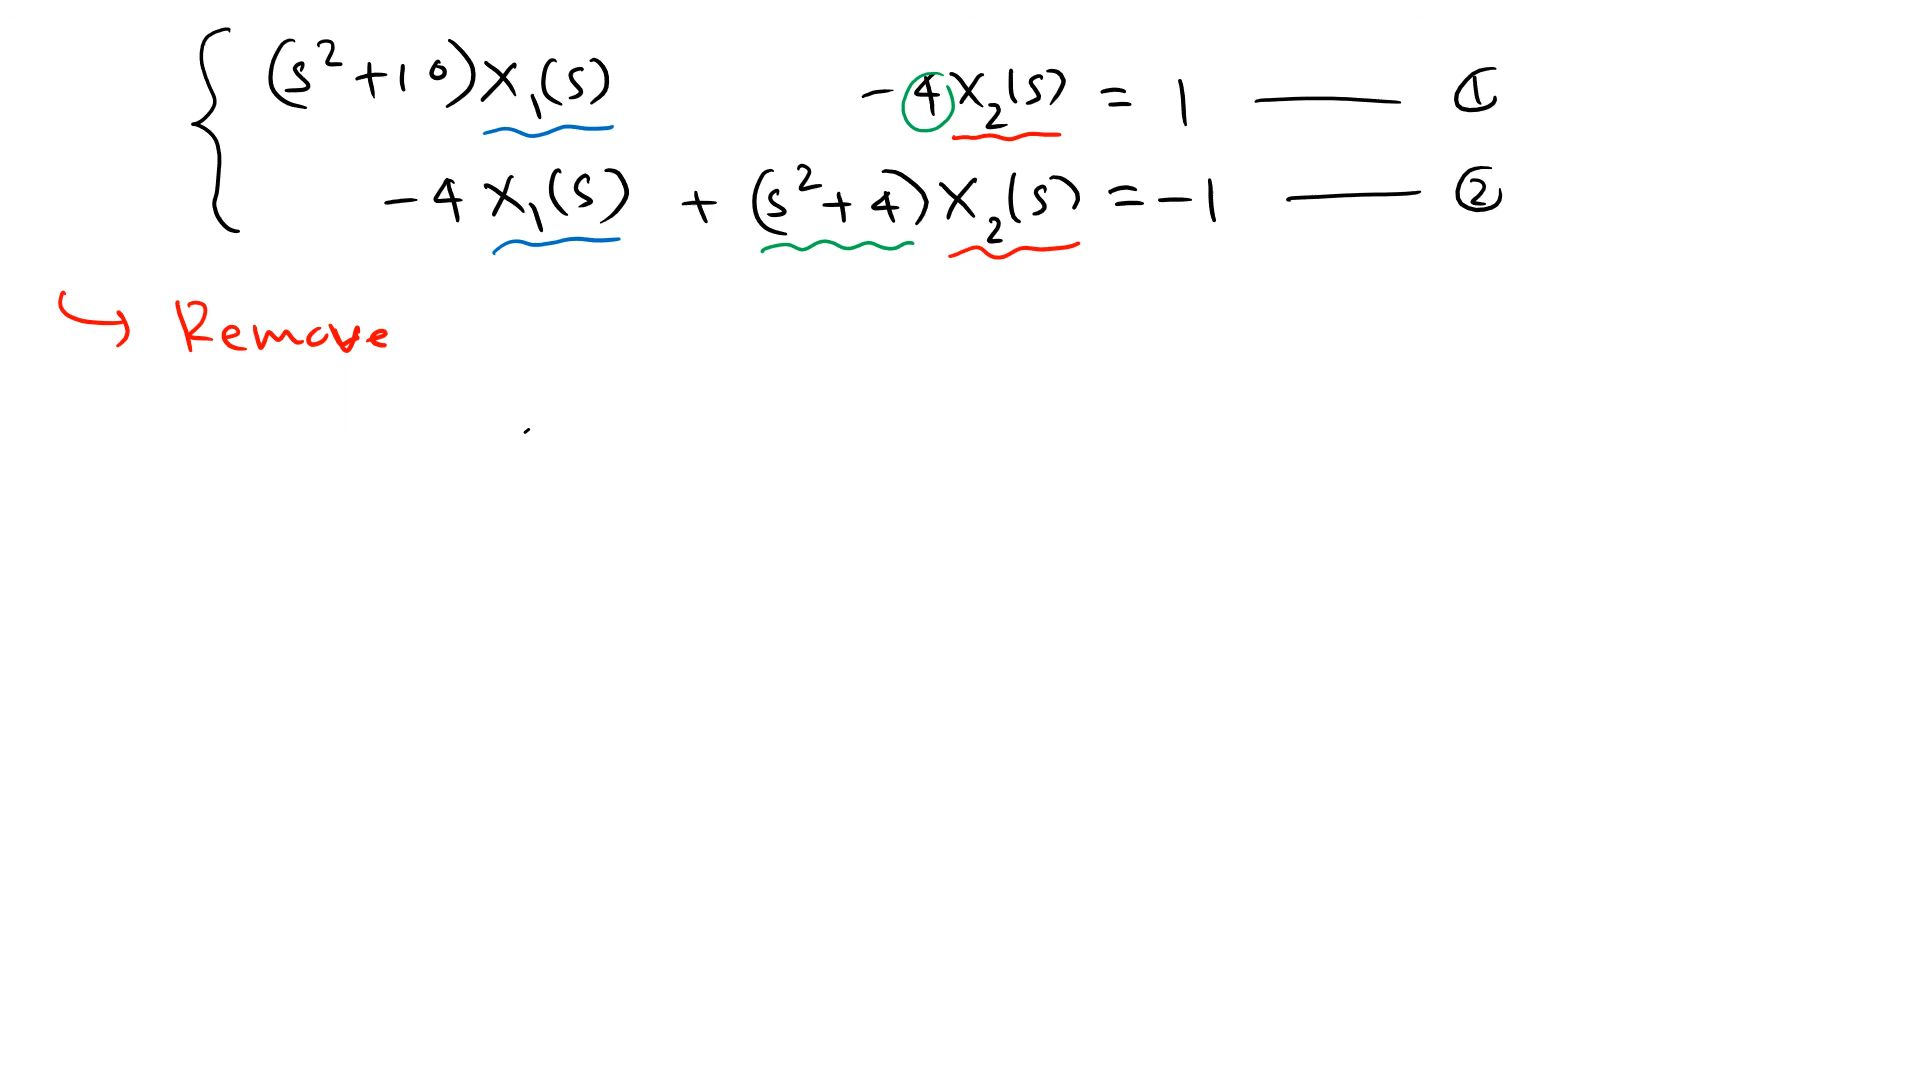 (s²+10)X₁(s) -4X₂(s) = 1 —— ①
-4X₁(s) + (s²+4)X₂(s) = -1 —— ②
↪ Remove